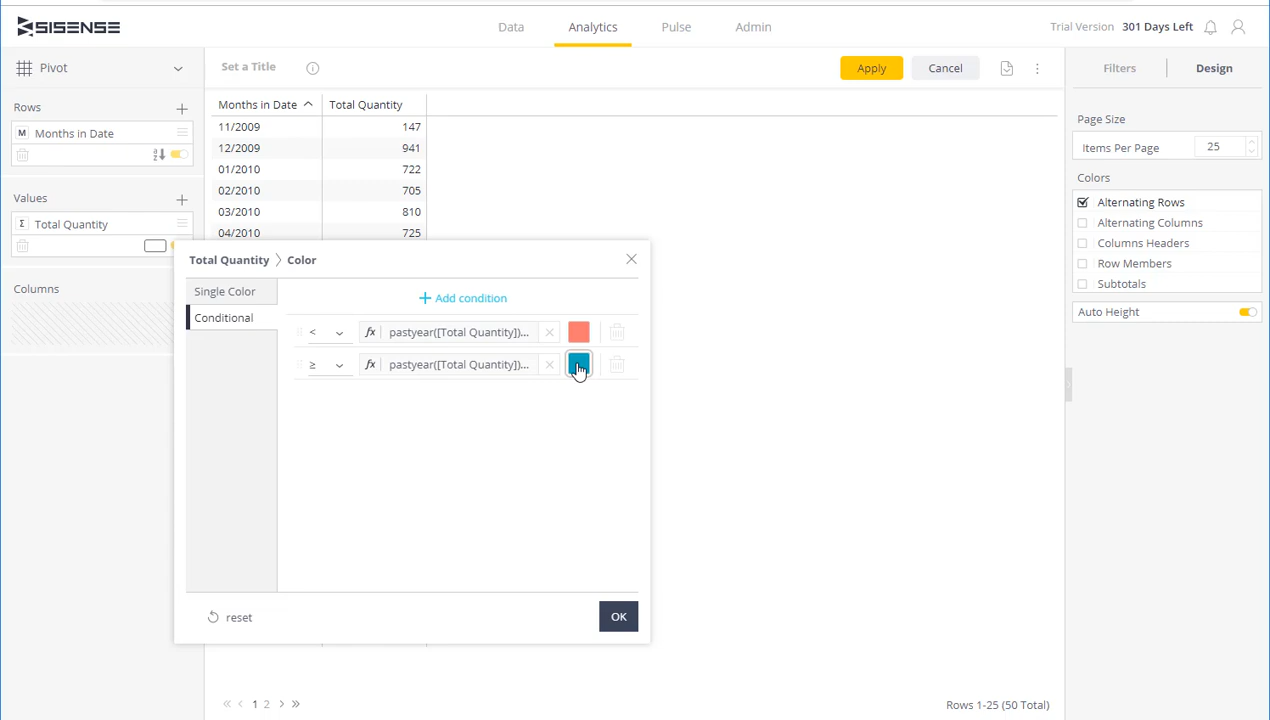 SISENSE
Data Analytics Pulse Admin
Trial Version 301 Days Left
Pivot
Rows
M Months in Date
Values
Σ Total Quantity
Columns
Set a Title
Apply Cancel
Months in Date Total Quantity
11/2009 147
12/2009 941
01/2010 722
02/2010 705
03/2010 810
04/2010 725
Total Quantity > Color
Single Color
Conditional
+ Add condition
< fx pastyear([Total Quantity])...
≥ fx pastyear([Total Quantity])...
reset
OK
1 2
Rows 1-25 (50 Total)
Filters Design
Page Size
Items Per Page 25
Colors
Alternating Rows
Alternating Columns
Columns Headers
Row Members
Subtotals
Auto Height